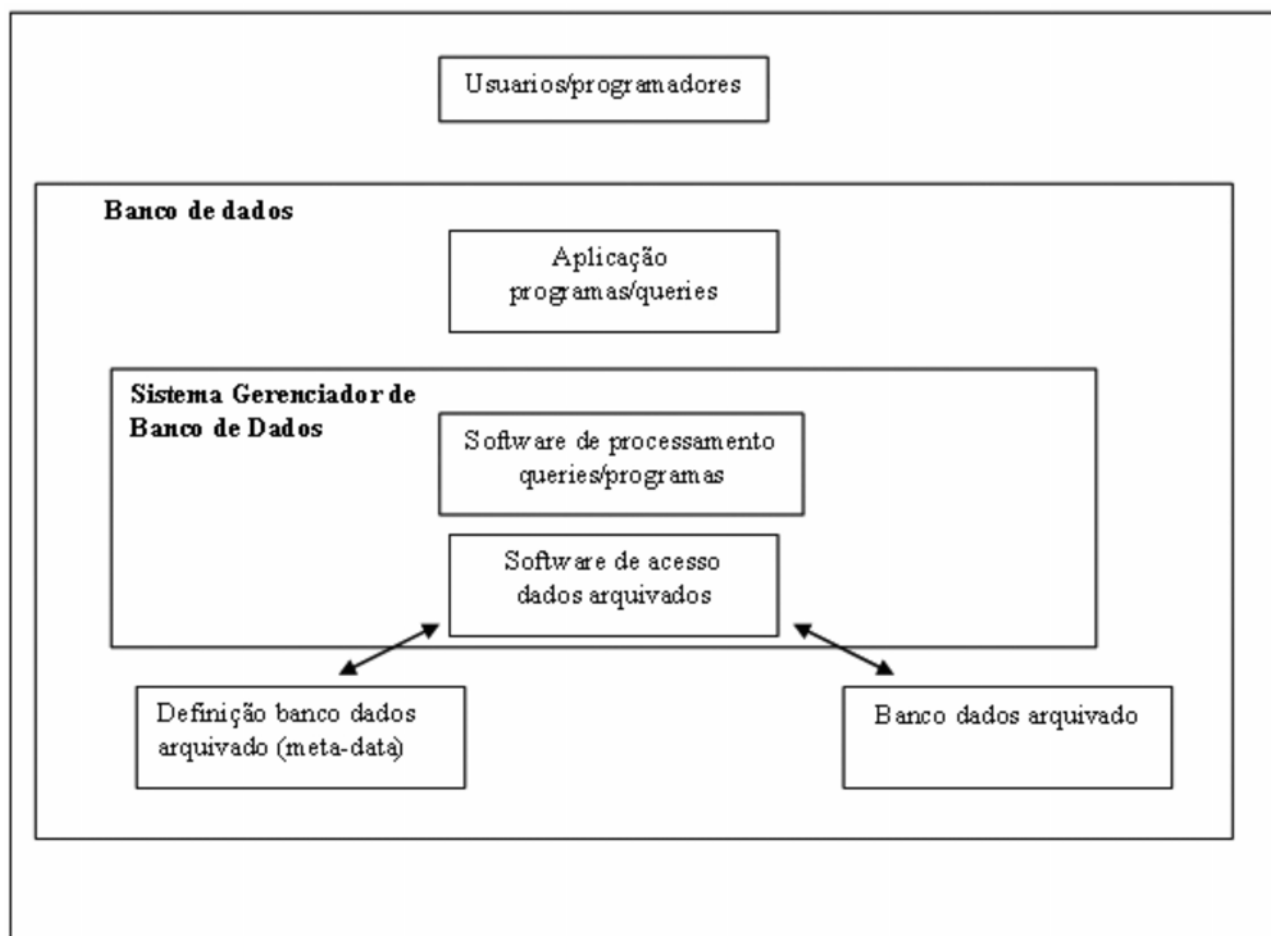 Usuarios/programadores
Banco de dados
Aplicação
programas/queries
Sistema Gerenciador de
Banco de Dados
Software de processamento
queries/programas
Software de acesso
dados arquivados
Definição banco dados
arquivado (meta-data)
Banco dados arquivado